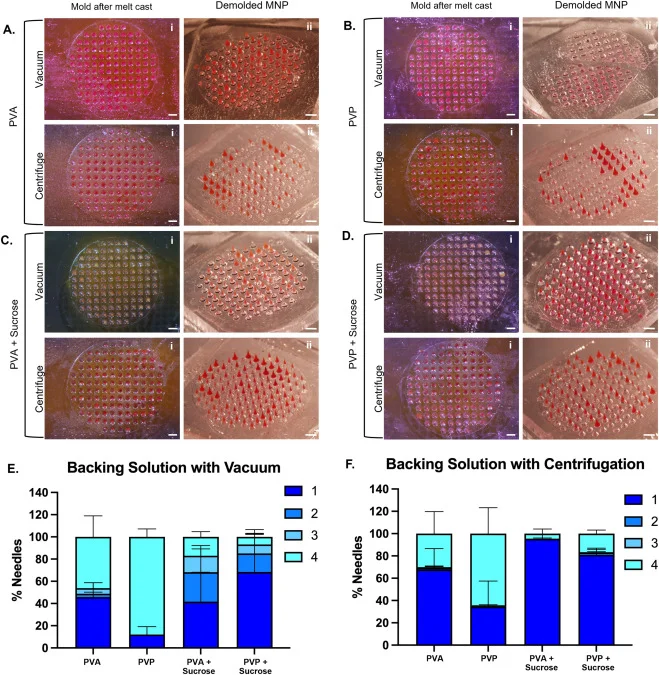 Mold after melt cast
Demolded MNP
Mold after melt cast
Demolded MNP
A.
PVA
Vacuum
i
ii
Centrifuge
i
ii
B.
PVP
Vacuum
i
ii
Centrifuge
i
ii
C.
PVA + Sucrose
Vacuum
i
ii
Centrifuge
i
ii
D.
PVP + Sucrose
Vacuum
i
ii
Centrifuge
i
ii
E.
Backing Solution with Vacuum
% Needles
140
120
100
80
60
40
20
0
PVA
PVP
PVA +
Sucrose
PVP +
Sucrose
1
2
3
4
F.
Backing Solution with Centrifugation
% Needles
140
120
100
80
60
40
20
0
PVA
PVP
PVA +
Sucrose
PVP +
Sucrose
1
2
3
4